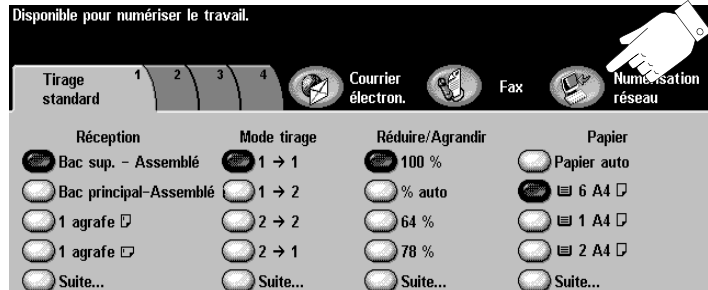 Disponible pour numériser le travail.
Tirage standard
1
2
3
4
Courrier électron.
Fax
Numérisation réseau
Réception
Mode tirage
Réduire/Agrandir
Papier
Bac sup. - Assemblé
1 → 1
100 %
Papier auto
Bac principal-Assemblé
1 → 2
% auto
6 A4
1 agrafe
2 → 2
64 %
1 A4
1 agrafe
2 → 1
78 %
2 A4
Suite...
Suite...
Suite...
Suite...